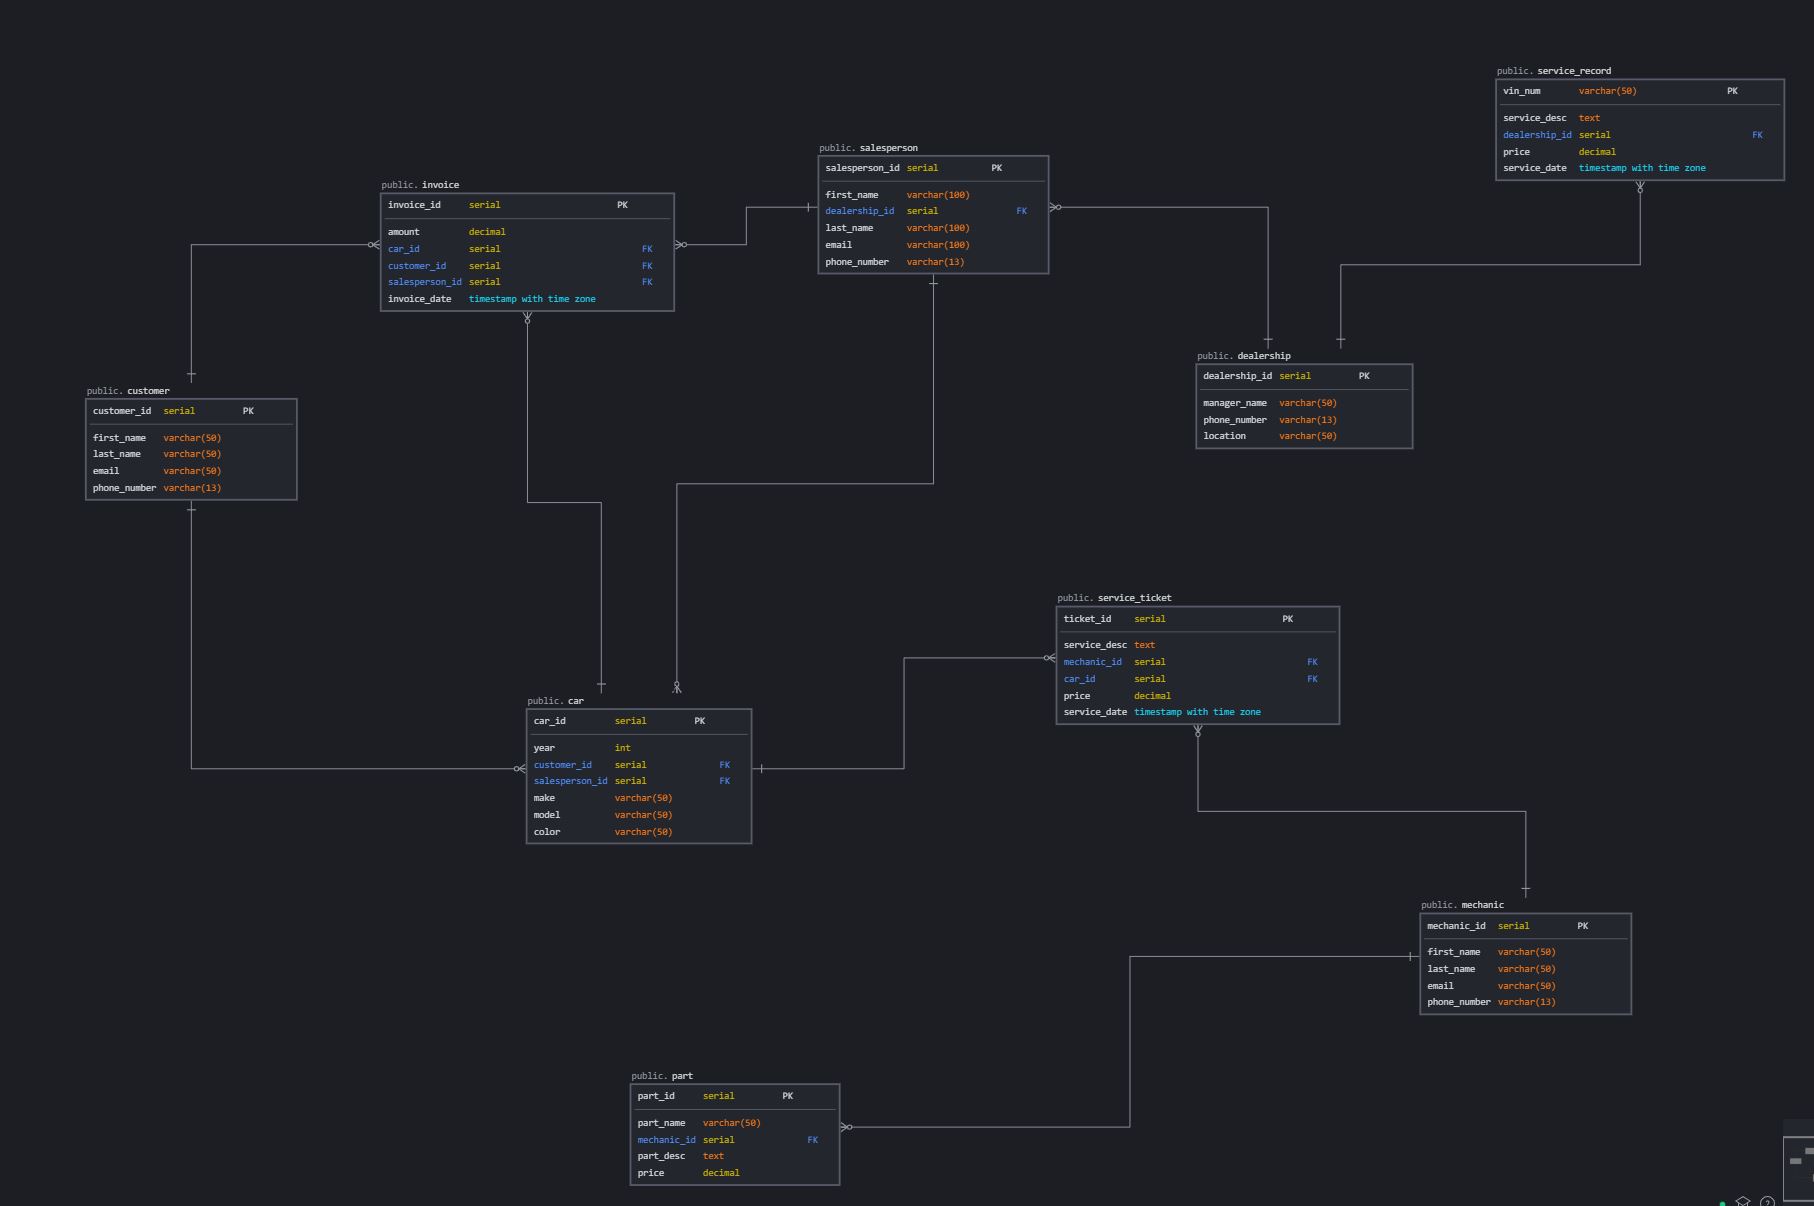 public. service_record
vin_num varchar(50) PK
service_desc text
dealership_id serial FK
price decimal
service_date timestamp with time zone
public. salesperson
salesperson_id serial PK
first_name varchar(100)
dealership_id serial FK
last_name varchar(100)
email varchar(100)
phone_number varchar(13)
public. invoice
invoice_id serial PK
amount decimal
car_id serial FK
customer_id serial FK
salesperson_id serial FK
invoice_date timestamp with time zone
public. dealership
dealership_id serial PK
manager_name varchar(50)
phone_number varchar(13)
location varchar(50)
public. customer
customer_id serial PK
first_name varchar(50)
last_name varchar(50)
email varchar(50)
phone_number varchar(13)
public. service_ticket
ticket_id serial PK
service_desc text
mechanic_id serial FK
car_id serial FK
price decimal
service_date timestamp with time zone
public. car
car_id serial PK
year int
customer_id serial FK
salesperson_id serial FK
make varchar(50)
model varchar(50)
color varchar(50)
public. mechanic
mechanic_id serial PK
first_name varchar(50)
last_name varchar(50)
email varchar(50)
phone_number varchar(13)
public. part
part_id serial PK
part_name varchar(50)
mechanic_id serial FK
part_desc text
price decimal
?